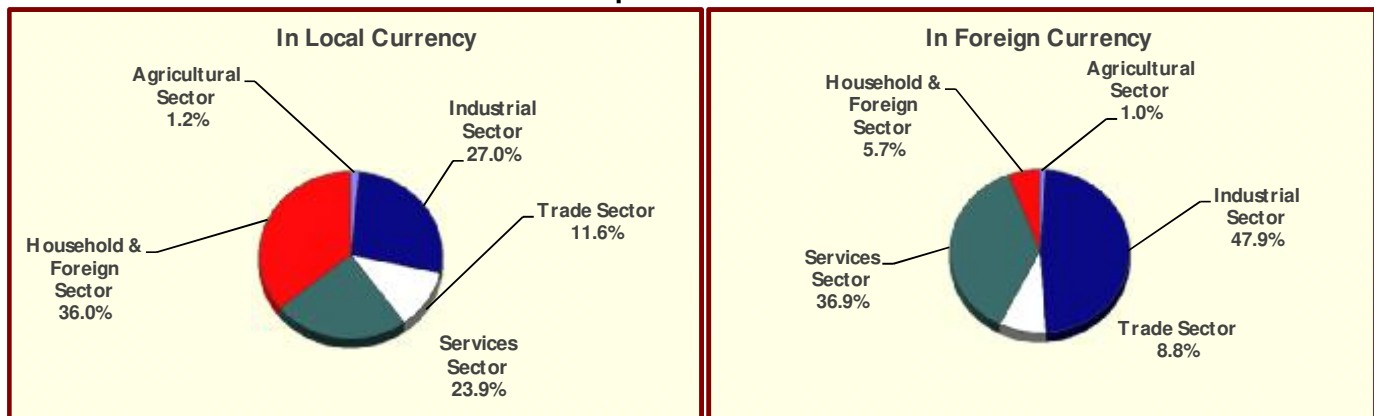 In Local Currency
Agricultural
Sector
1.2%
Industrial
Sector
27.0%
Trade Sector
11.6%
Household &
Foreign
Sector
36.0%
Services
Sector
23.9%
In Foreign Currency
Household &
Foreign
Sector
5.7%
Agricultural
Sector
1.0%
Industrial
Sector
47.9%
Services
Sector
36.9%
Trade Sector
8.8%